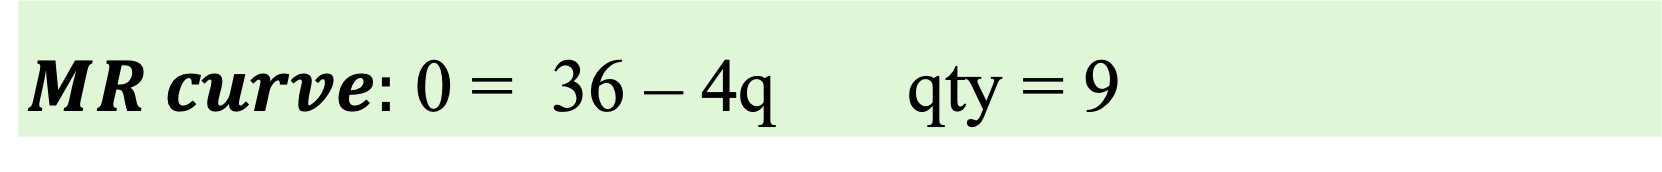 MR curve: 0 = 36 – 4q qty = 9